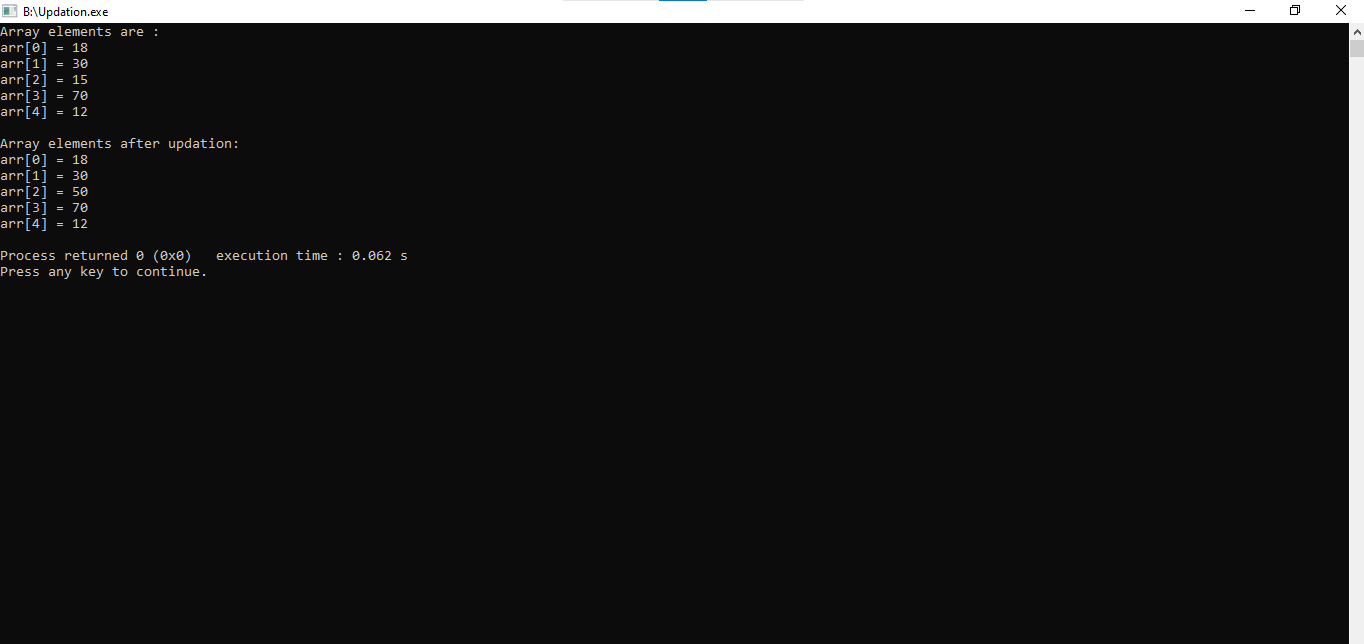 B:\Updation.exe
Array elements are :
arr[0] = 18
arr[1] = 30
arr[2] = 15
arr[3] = 70
arr[4] = 12
Array elements after updation:
arr[0] = 18
arr[1] = 30
arr[2] = 50
arr[3] = 70
arr[4] = 12
Process returned 0 (0x0)   execution time : 0.062 s
Press any key to continue.